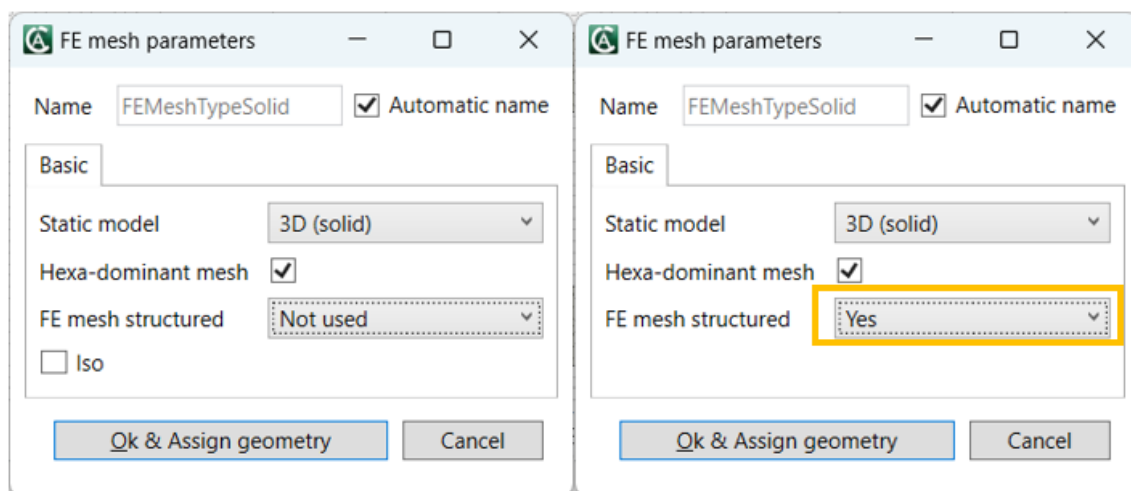 FE mesh parameters
Name FEMeshTypeSolid Automatic name
Basic
Static model 3D (solid)
Hexa-dominant mesh
FE mesh structured Not used
Iso
Ok & Assign geometry Cancel
FE mesh parameters
Name FEMeshTypeSolid Automatic name
Basic
Static model 3D (solid)
Hexa-dominant mesh
FE mesh structured Yes
Ok & Assign geometry Cancel